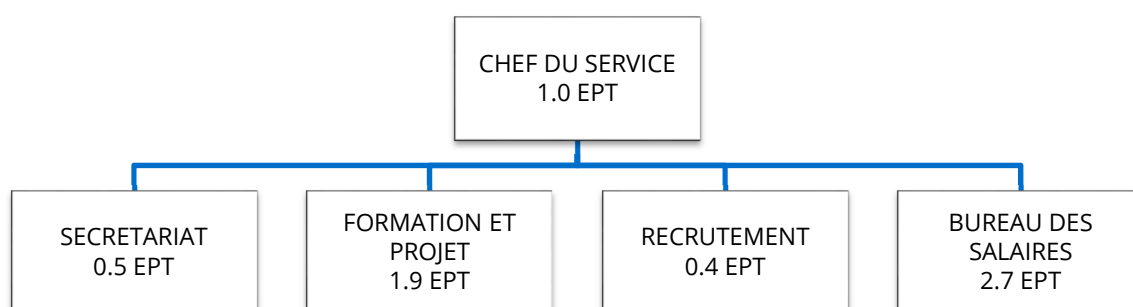 CHEF DU SERVICE
1.0 EPT
SECRETARIAT
0.5 EPT
FORMATION ET
PROJET
1.9 EPT
RECRUTEMENT
0.4 EPT
BUREAU DES
SALAIRES
2.7 EPT